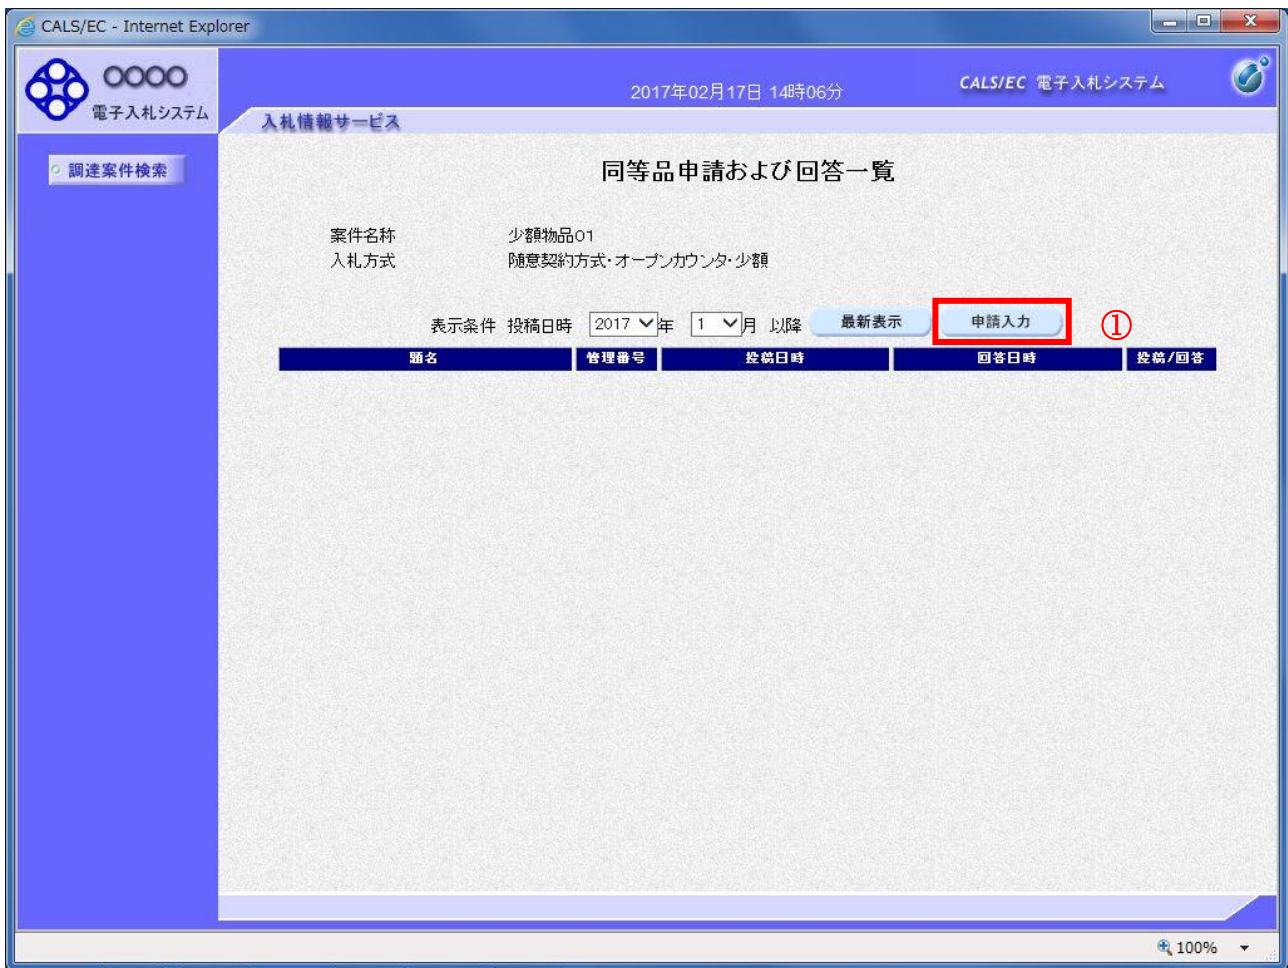 CALS/EC - Internet Explorer
○○○○
電子入札システム
2017年02月17日 14時06分
CALS/EC 電子入札システム
入札情報サービス
調達案件検索
同等品申請および回答一覧
案件名称 少額物品01
入札方式 随意契約方式・オープンカウンタ・少額
表示条件 投稿日時 2017 年 1 月 以降 最新表示 申請入力 ①
題名 管理番号 投稿日時 回答日時 投稿/回答
100%